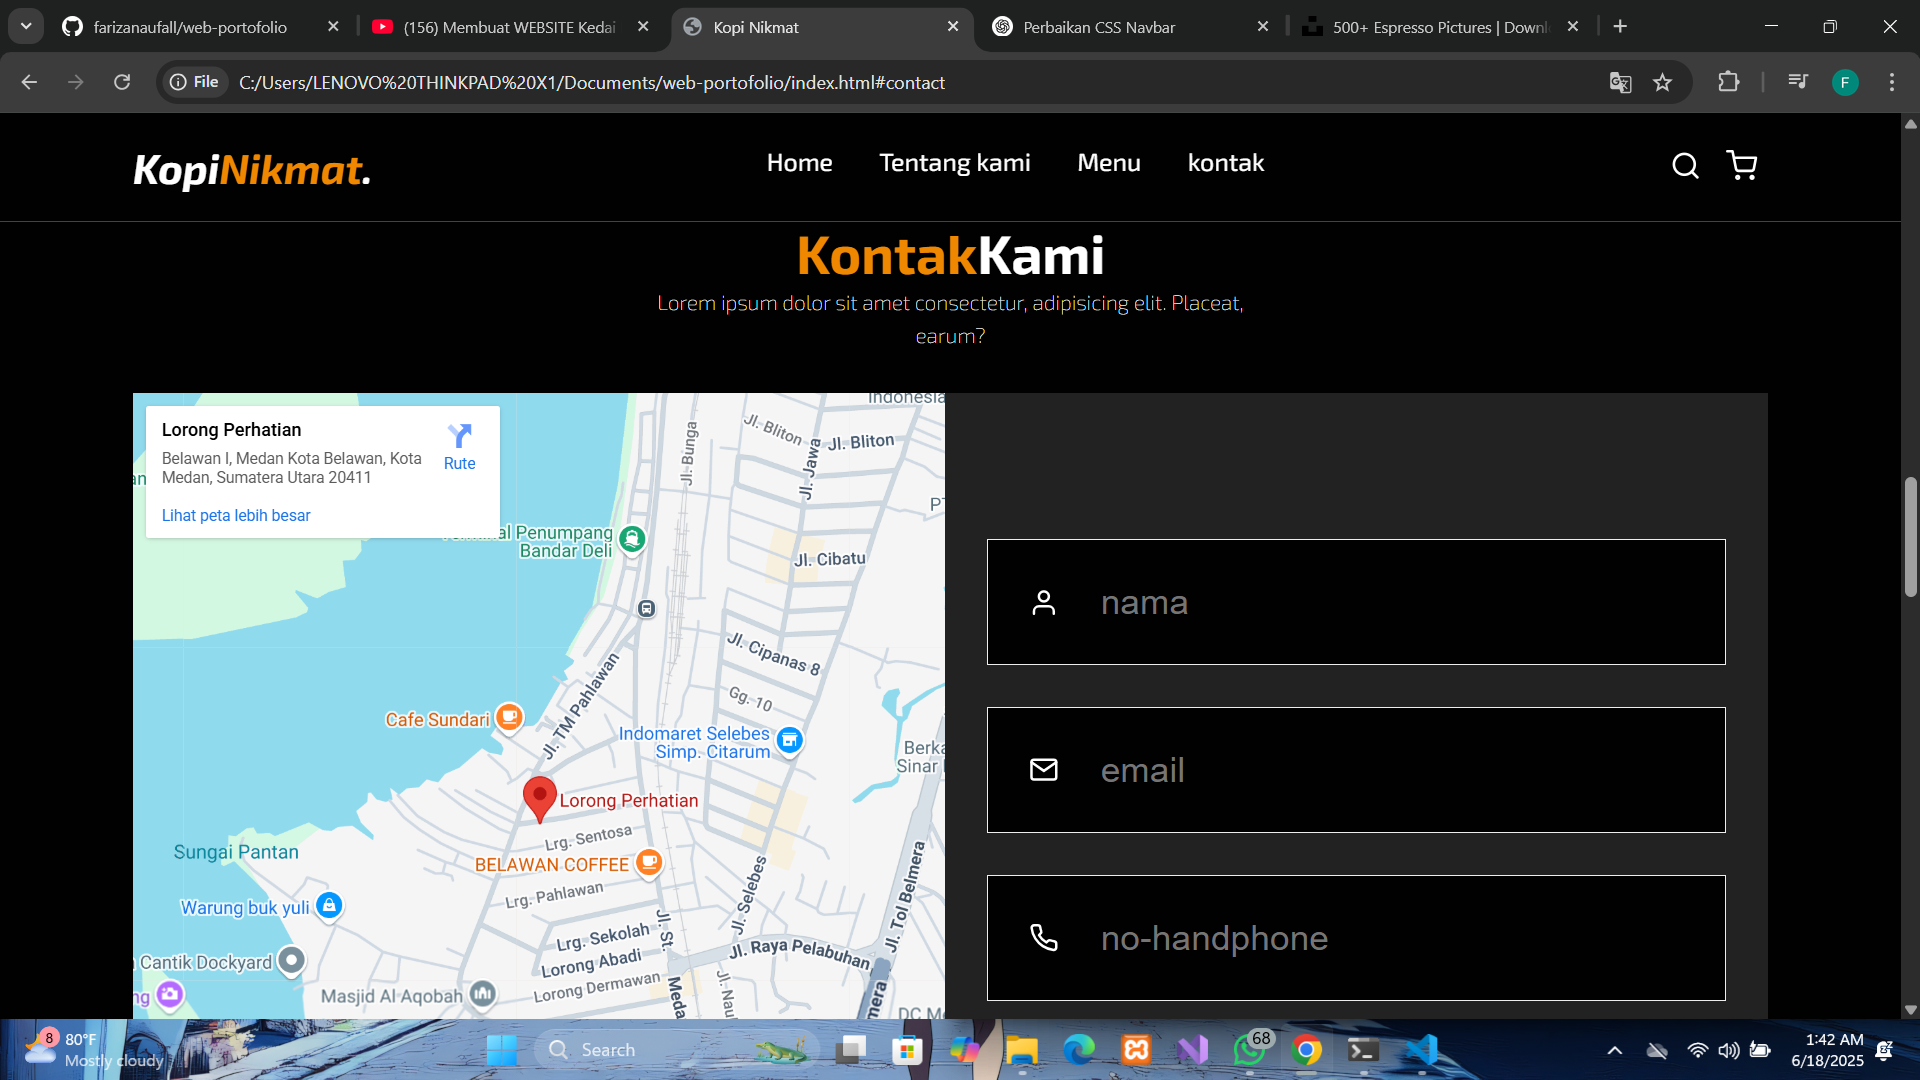 farizanaufall/web-portofolio
(156) Membuat WEBSITE Kedai
Kopi Nikmat
Perbaikan CSS Navbar
500+ Espresso Pictures | Downl
File
C:/Users/LENOVO%20THINKPAD%20X1/Documents/web-portofolio/index.html#contact
F
KopiNikmat.
Home
Tentang kami
Menu
kontak
KontakKami
Lorem ipsum dolor sit amet consectetur, adipisicing elit. Placeat,
earum?
Lorong Perhatian
Belawan I, Medan Kota Belawan, Kota
Medan, Sumatera Utara 20411
Rute
Lihat peta lebih besar
Indonesia
Jl. Bunga
Jl. Bliton
Jl. Bliton
Jl. Jawa
PT
Penumpang
Bandar Deli
Jl. Cibatu
Jl. Cipanas 8
Gg. 10
Jl. TM Pahlawan
Cafe Sundari
Indomaret Selebes
Simp. Citarum
Berka
Sinar
Lorong Perhatian
Lrg. Sentosa
Sungai Pantan
BELAWAN COFFEE
Lrg. Pahlawan
Jl. Selebes
Jl. Tol Belmera
Warung buk yuli
Jl. St.
Lrg. Sekolah
Lorong Abadi
Jl. Raya Pelabuhan
Cantik Dockyard
Lorong Dermawan
Masjid Al Aqobah
ng
Meda
Jl. Nau
mera
DC M
nama
email
no-handphone
8
80°F
Mostly cloudy
Search
68
1:42 AM
6/18/2025